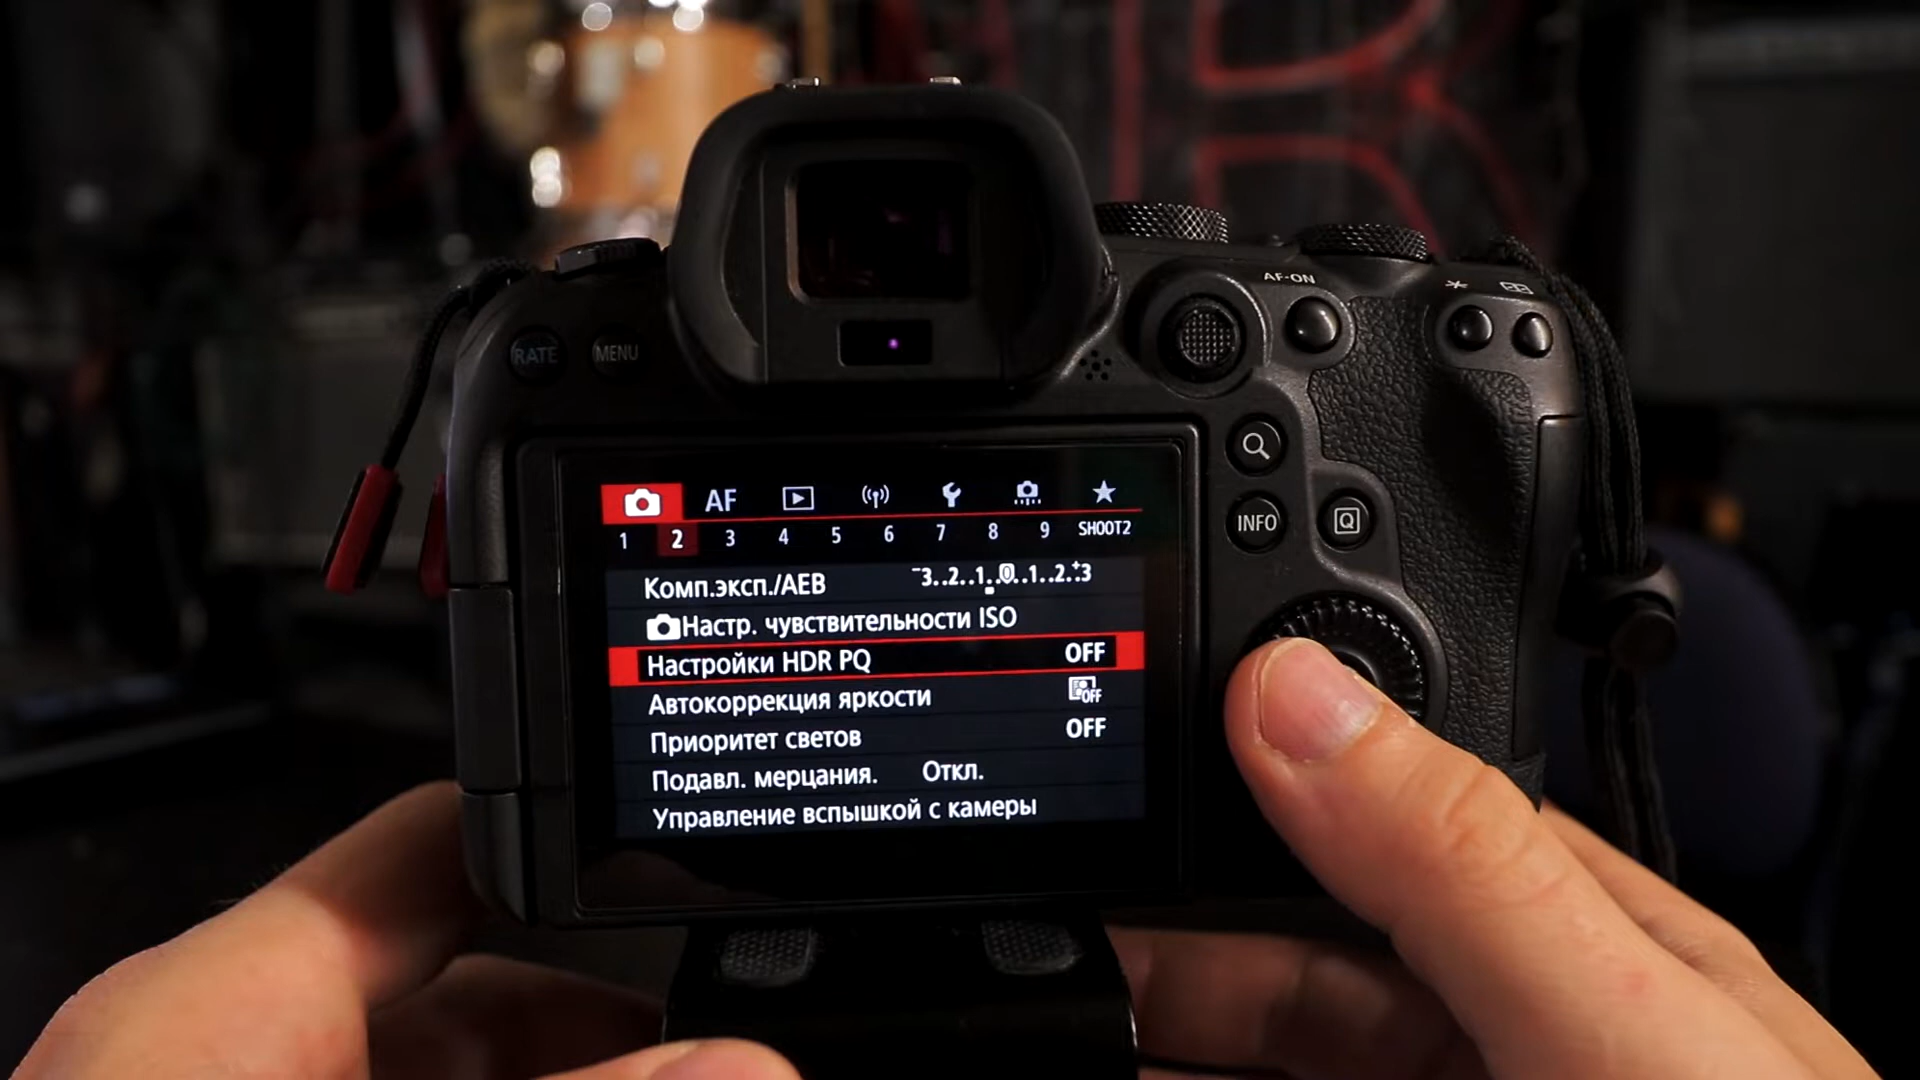 AF-ON
RATE MENU
INFO Q
AF
1 2 3 4 5 6 7 8 9 SHOOT2
Комп.эксп./AEB -3..2..1..0..1..2.+3
Настр. чувствительности ISO
Настройки HDR PQ OFF
Автокоррекция яркости OFF
Приоритет светов OFF
Подавл. мерцания. Откл.
Управление вспышкой с камеры